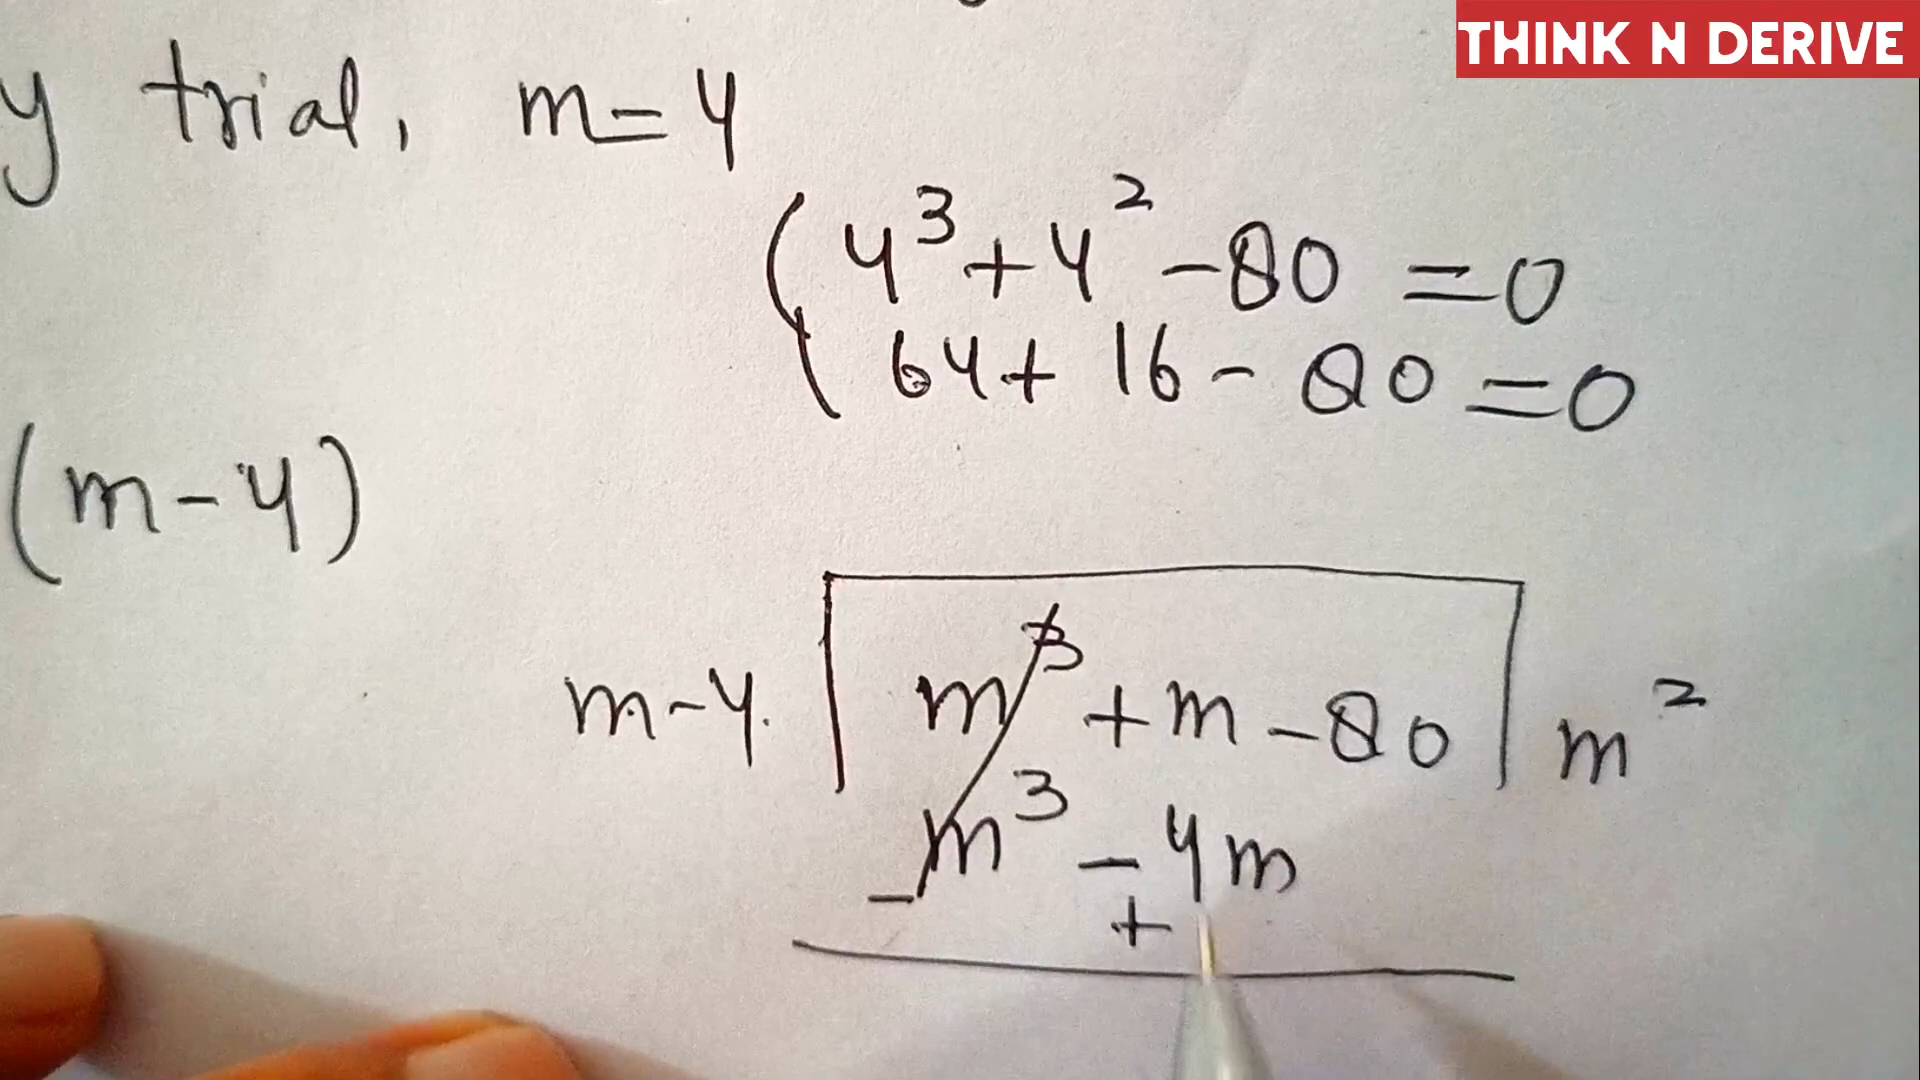 THINK N DERIVE
y trial, m=4
(4³+4²-80 =0
64+16-80=0
(m-4)
m-4 m³+m-80 m²
m³-4m
- +